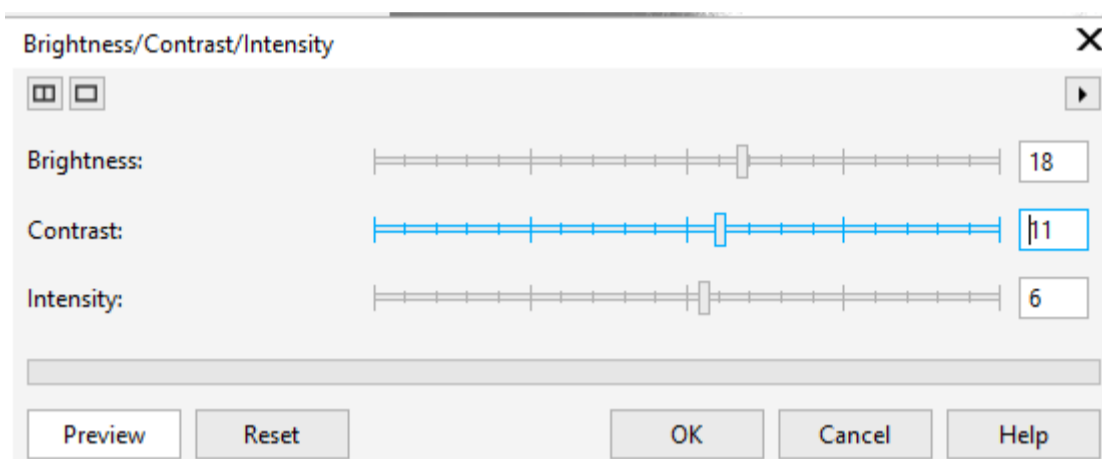 Brightness/Contrast/Intensity
Brightness: 18
Contrast: 11
Intensity: 6
Preview Reset OK Cancel Help